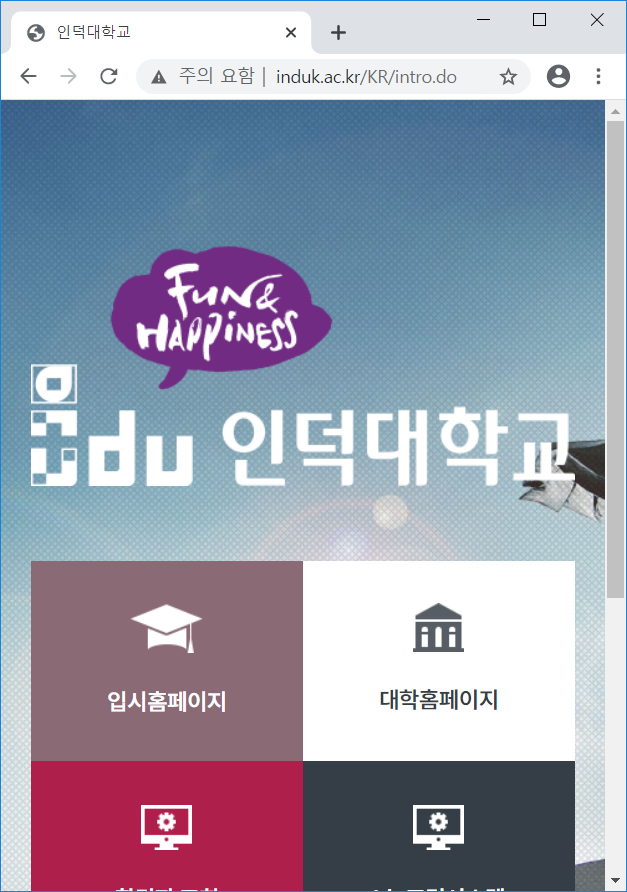 인덕대학교
주의 요함 | induk.ac.kr/KR/intro.do
FUN &
HAPPINESS
indu 인덕대학교
입시홈페이지
대학홈페이지